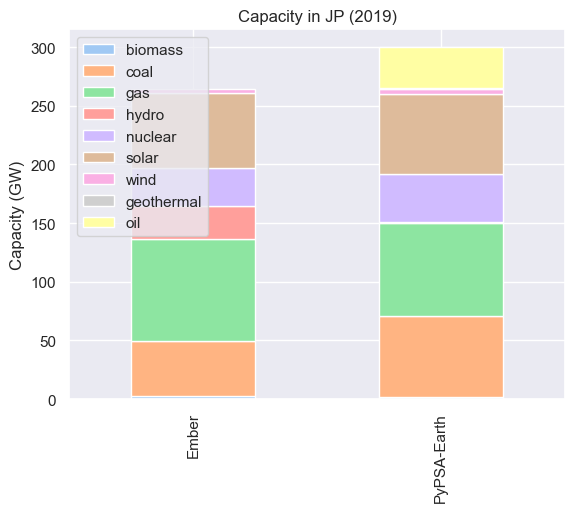 Capacity in JP (2019)
Capacity (GW)
300
250
200
150
100
50
0
biomass
coal
gas
hydro
nuclear
solar
wind
geothermal
oil
Ember
PyPSA-Earth